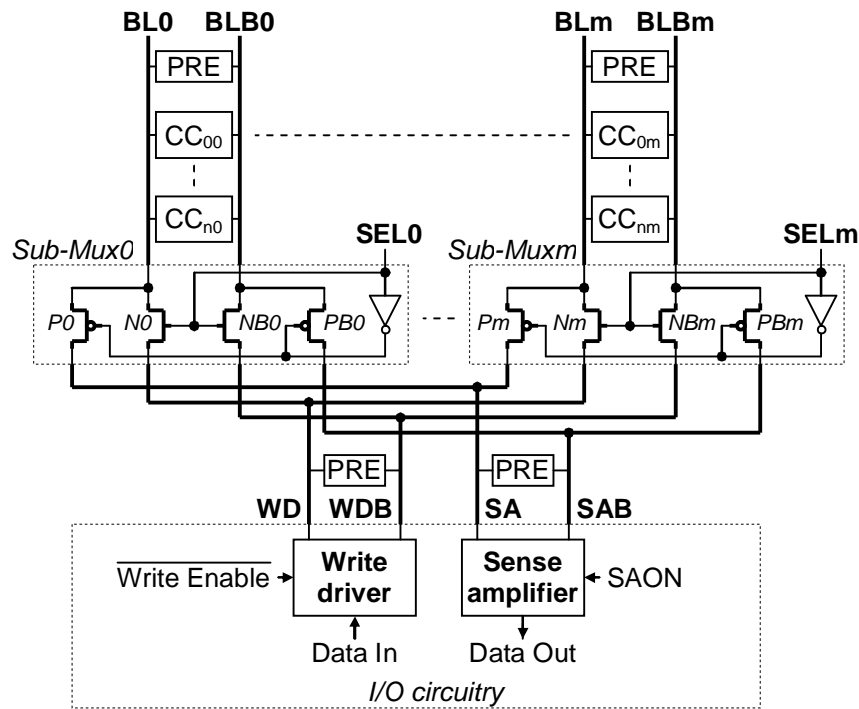 BL0 BLB0 BLm BLBm
PRE PRE
CC00 CC0m
CCn0 CCnm
Sub-Mux0 SEL0 Sub-Muxm SELm
P0 N0 NB0 PB0 Pm Nm NBm PBm
PRE PRE
WD WDB SA SAB
Write Enable Write driver Sense amplifier SAON
Data In Data Out
I/O circuitry